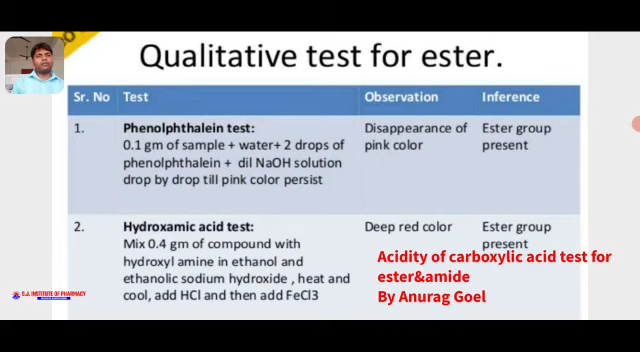 Qualitative test for ester.
Sr. No Test Observation Inference
1. Phenolphthalein test: Disappearance of Ester group
0.1 gm of sample + water+ 2 drops of pink color present
phenolphthalein + dil NaOH solution
drop by drop till pink color persist
2. Hydroxamic acid test: Deep red color Ester group
Mix 0.4 gm of compound with present
hydroxyl amine in ethanol and
ethanolic sodium hydroxide , heat and
cool, add HCl and then add FeCl3
Acidity of carboxylic acid test for
ester&amide
By Anurag Goel
S.J. INSTITUTE OF PHARMACY